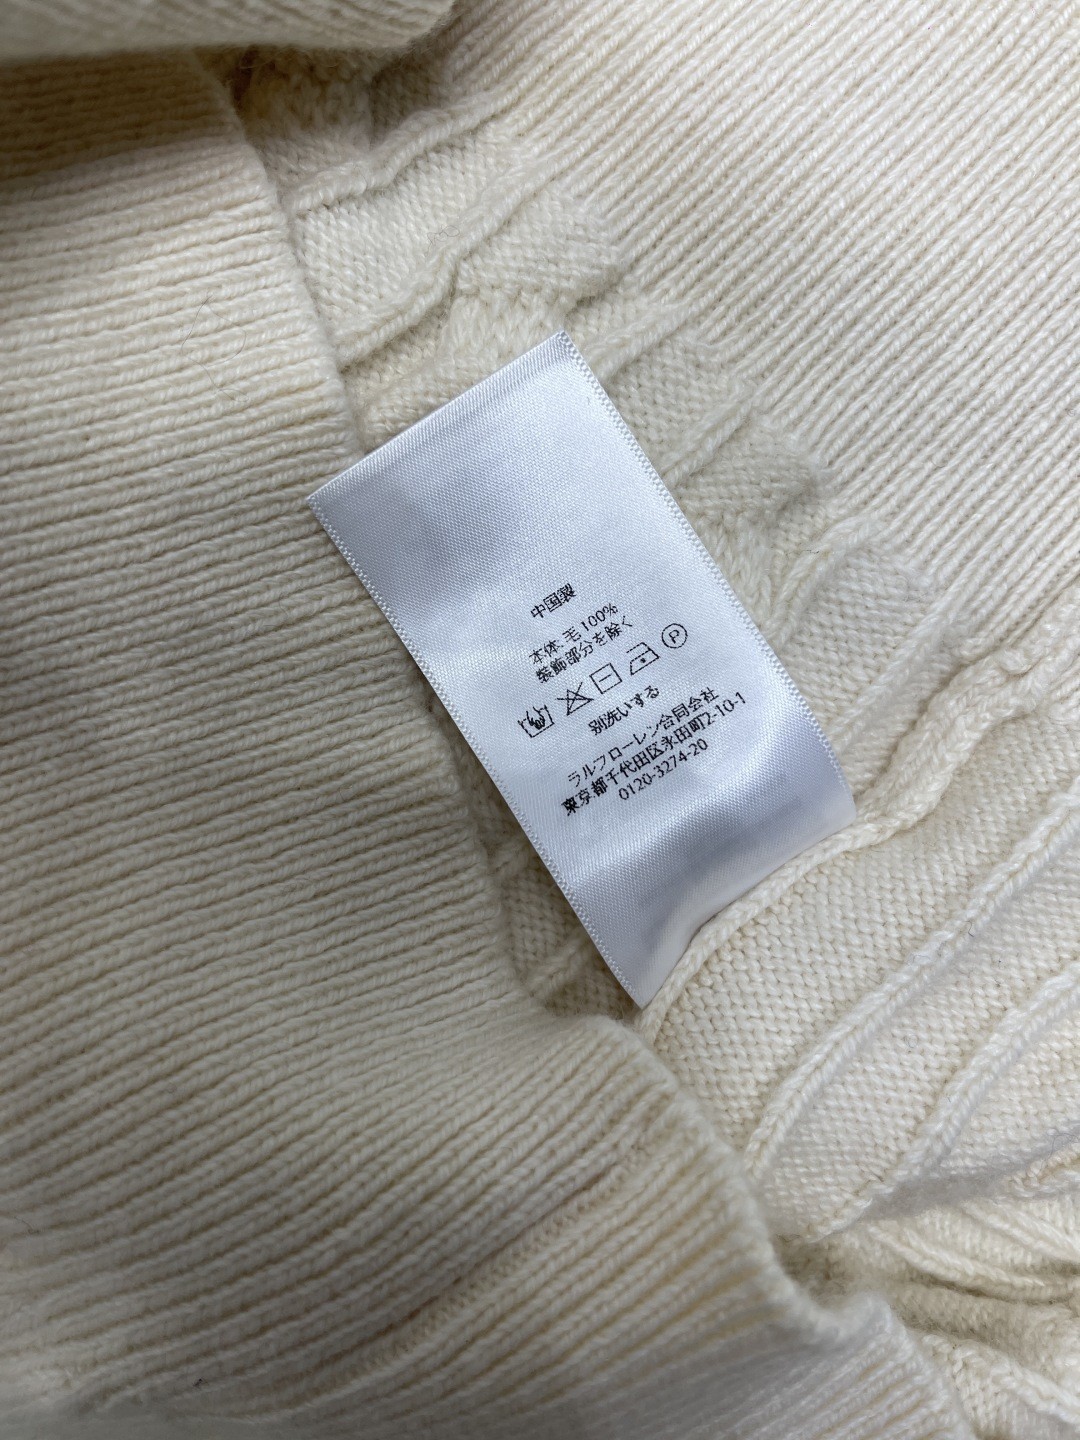 中国製
本体: 毛 100%
装飾部分を除く
P
別洗いする
ラルフローレン合同会社
東京都千代田区永田町2-10-1
0120-3274-20